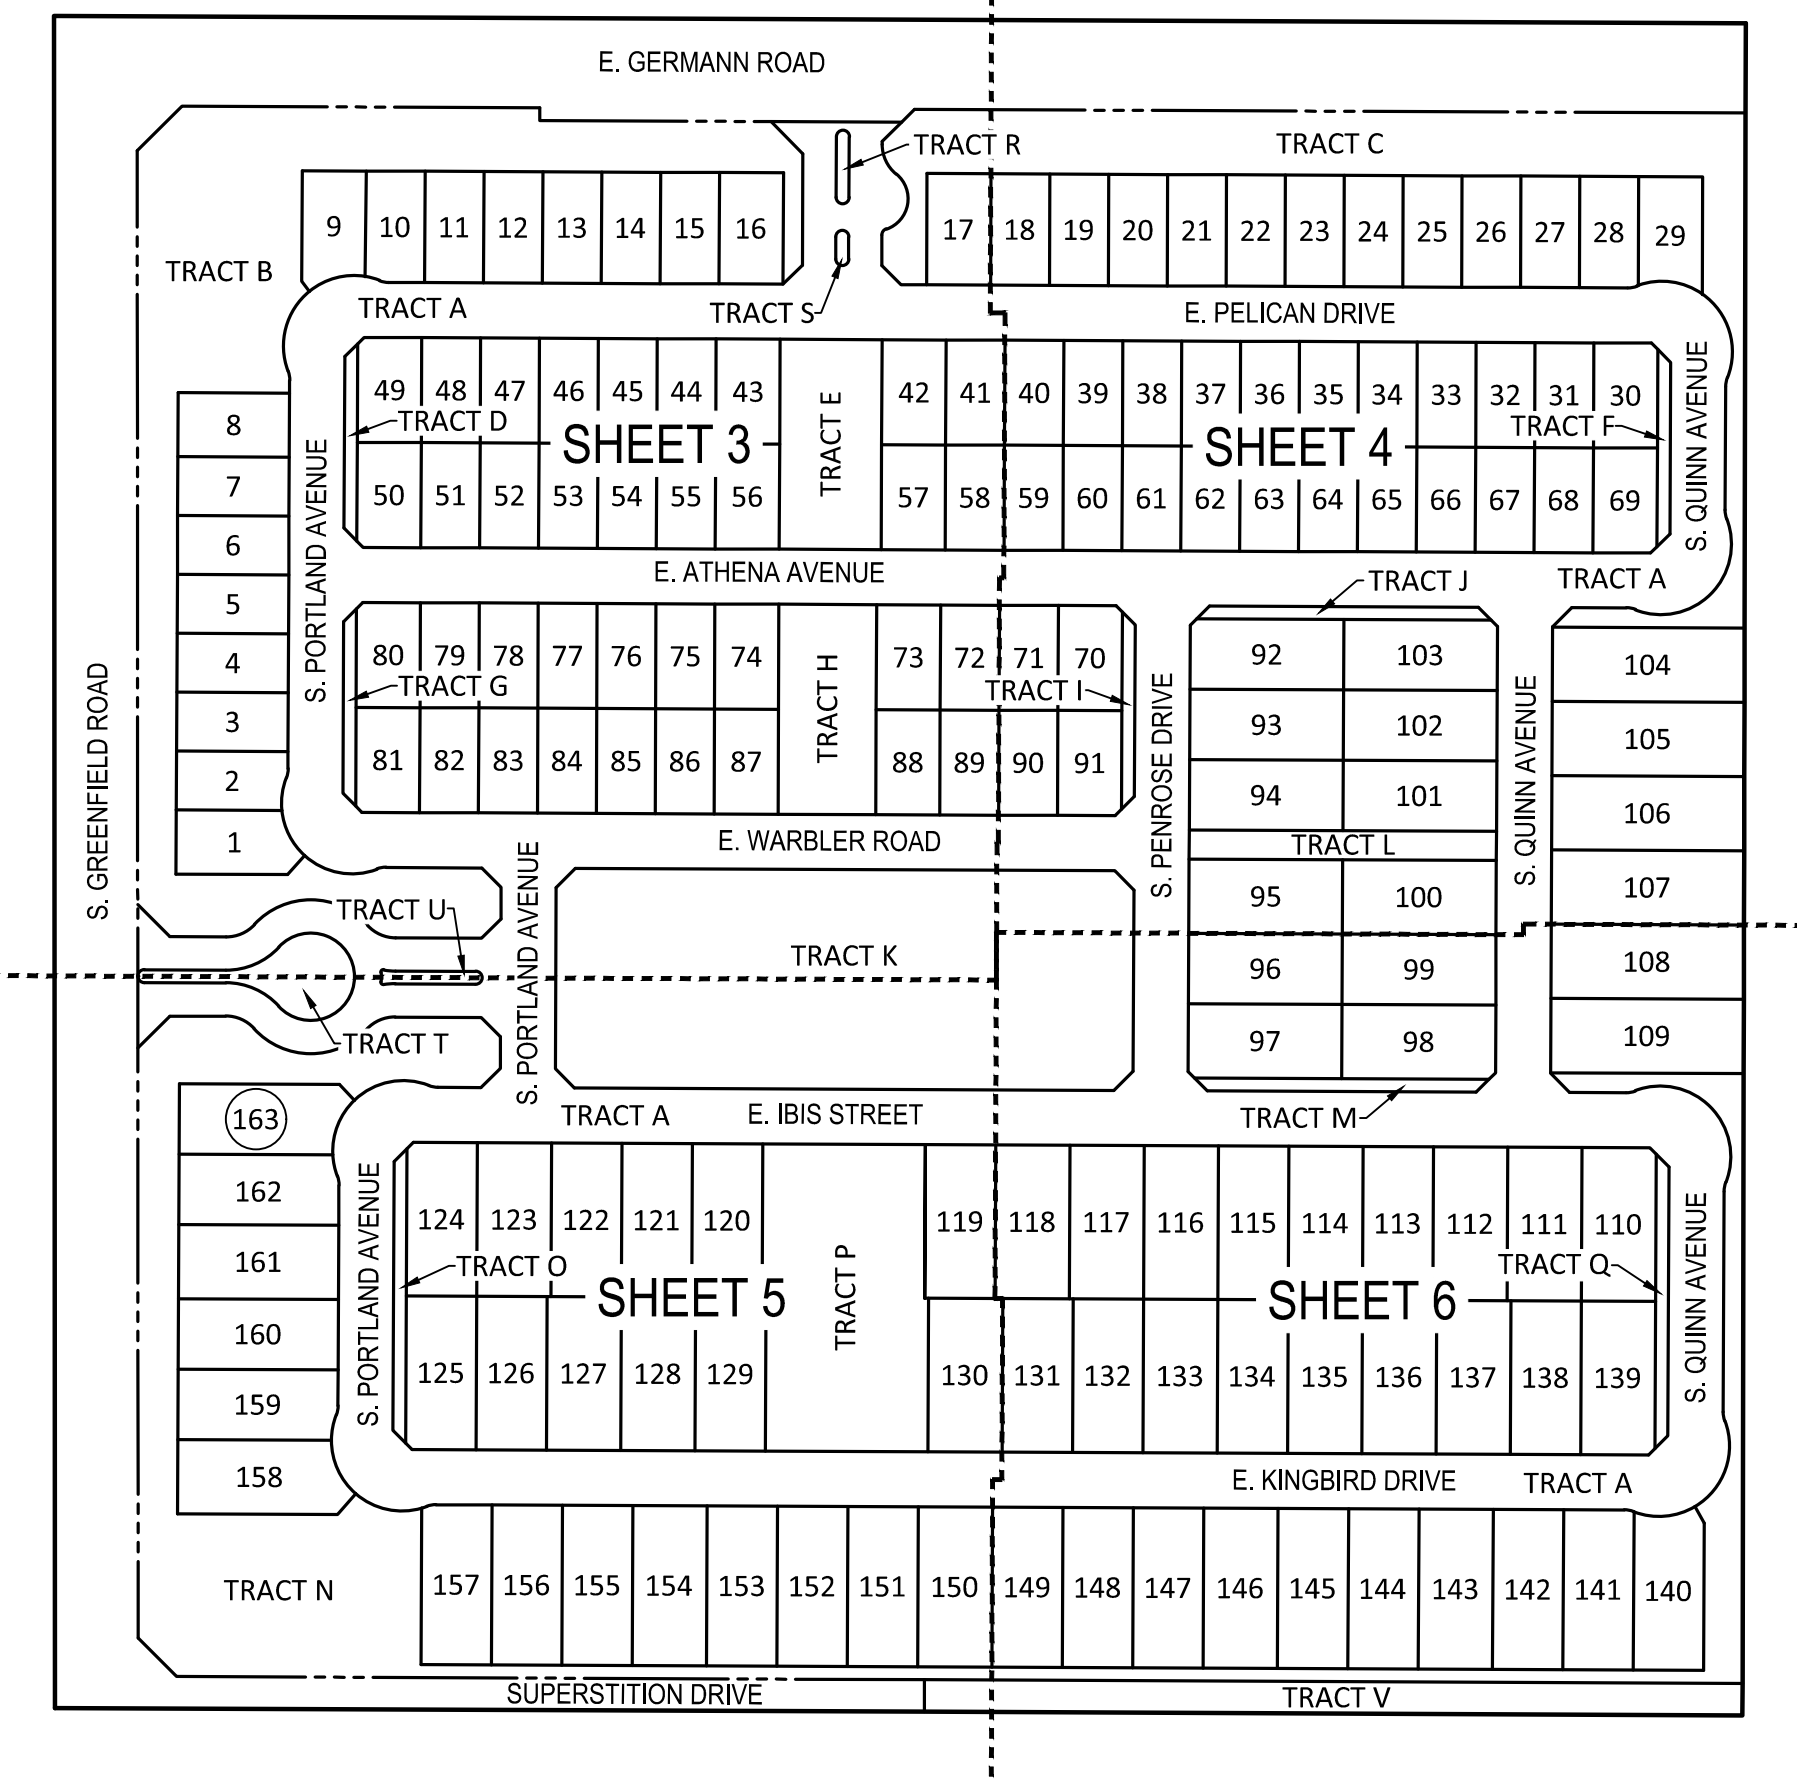 E. GERMANN ROAD
TRACT R
TRACT C
9 10 11 12 13 14 15 16
17 18 19 20 21 22 23 24 25 26 27 28 29
TRACT B
TRACT A
TRACT S
E. PELICAN DRIVE
49 48 47 46 45 44 43
TRACT E
42 41 40 39 38 37 36 35 34 33 32 31 30
S. QUINN AVENUE
TRACT D
SHEET 3
SHEET 4
TRACT F
50 51 52 53 54 55 56
57 58 59 60 61 62 63 64 65 66 67 68 69
8
7
6
5
4
3
2
1
S. PORTLAND AVENUE
S. GREENFIELD ROAD
E. ATHENA AVENUE
TRACT J
TRACT A
80 79 78 77 76 75 74
TRACT H
73 72 71 70
TRACT G
TRACT I
81 82 83 84 85 86 87
88 89 90 91
S. PENROSE DRIVE
92 103
93 102
94 101
TRACT L
95 100
96 99
97 98
S. QUINN AVENUE
104
105
106
107
108
109
E. WARBLER ROAD
TRACT U
S. PORTLAND AVENUE
TRACT K
TRACT T
TRACT M
TRACT A
E. IBIS STREET
163
162
161
160
159
158
S. PORTLAND AVENUE
124 123 122 121 120
TRACT P
119 118 117 116 115 114 113 112 111 110
S. QUINN AVENUE
TRACT O
SHEET 5
SHEET 6
TRACT Q
125 126 127 128 129
130 131 132 133 134 135 136 137 138 139
E. KINGBIRD DRIVE
TRACT A
TRACT N
157 156 155 154 153 152 151 150 149 148 147 146 145 144 143 142 141 140
SUPERSTITION DRIVE
TRACT V